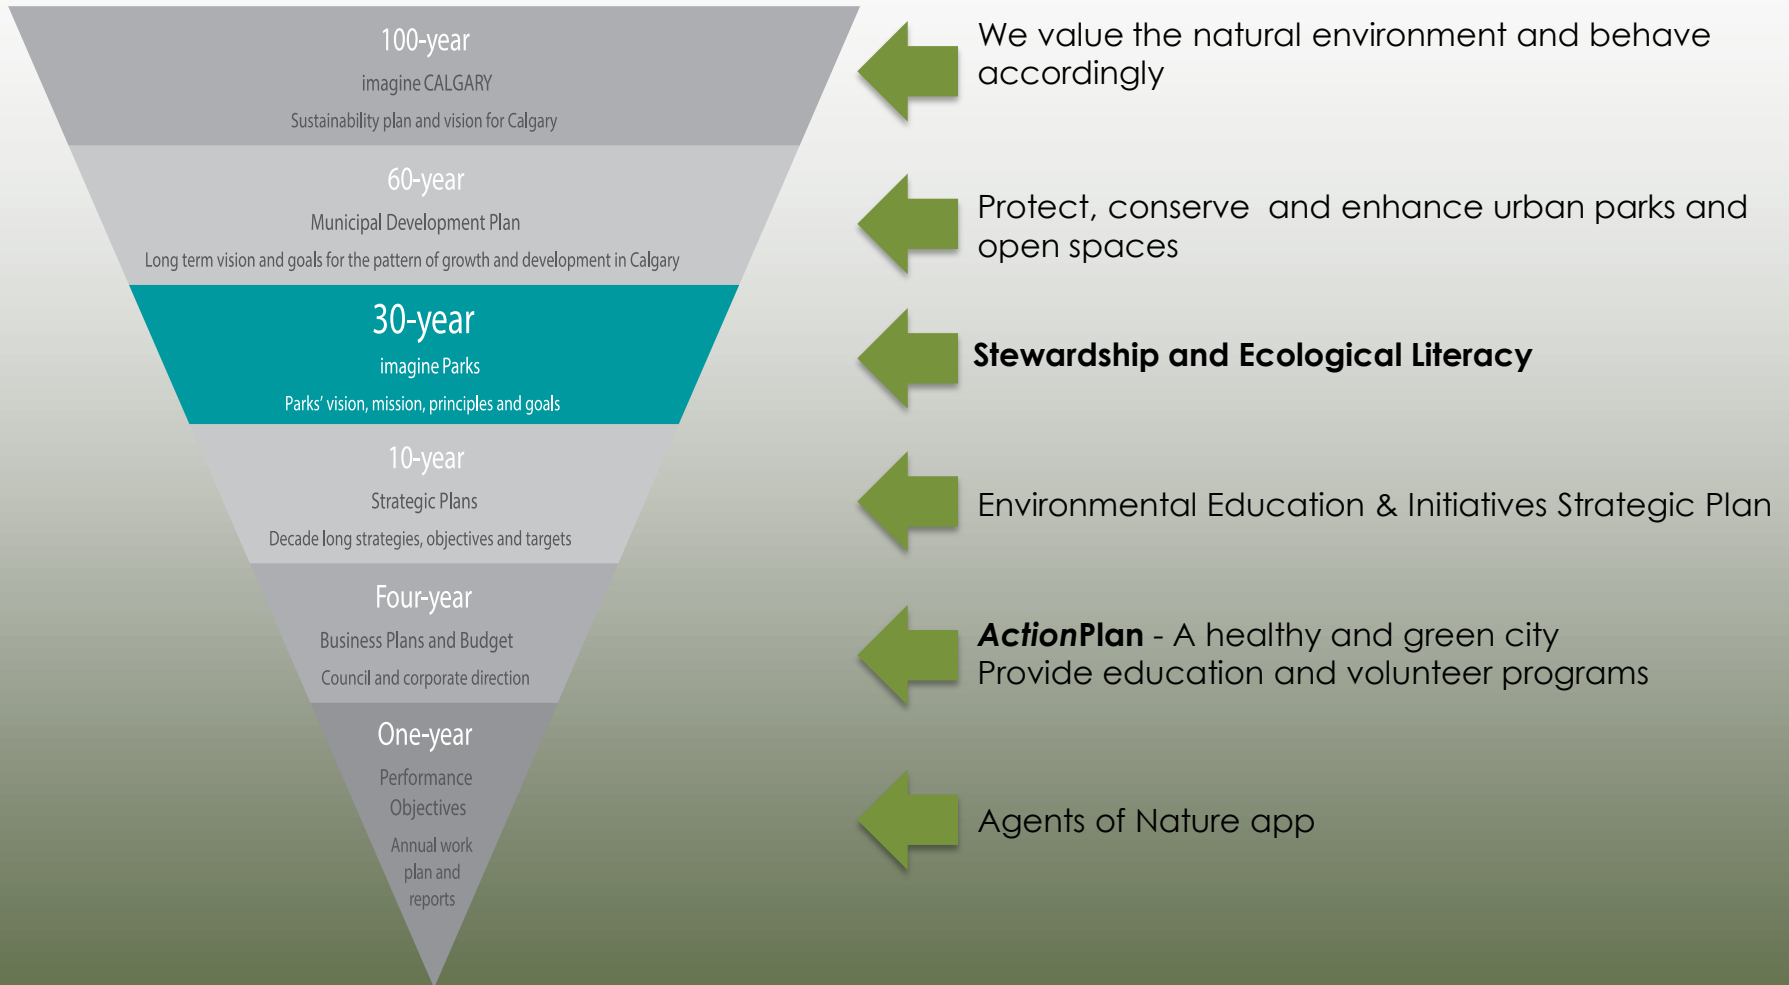 100-year
imagine CALGARY
Sustainability plan and vision for Calgary
We value the natural environment and behave
accordingly
60-year
Municipal Development Plan
Long term vision and goals for the pattern of growth and development in Calgary
Protect, conserve  and enhance urban parks and
open spaces
30-year
imagine Parks
Parks' vision, mission, principles and goals
Stewardship and Ecological Literacy
10-year
Strategic Plans
Decade long strategies, objectives and targets
Environmental Education & Initiatives Strategic Plan
Four-year
Business Plans and Budget
Council and corporate direction
ActionPlan - A healthy and green city
Provide education and volunteer programs
One-year
Performance
Objectives
Annual work
plan and
reports
Agents of Nature app